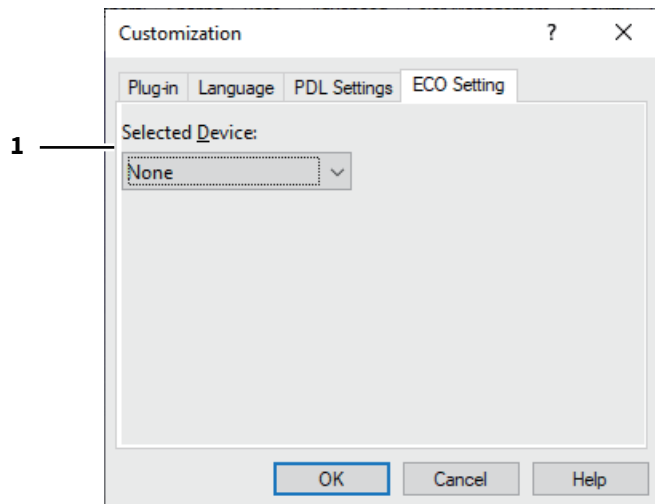 Customization ?
Plug-in Language PDL Settings ECO Setting
Selected Device:
1
None
OK Cancel Help